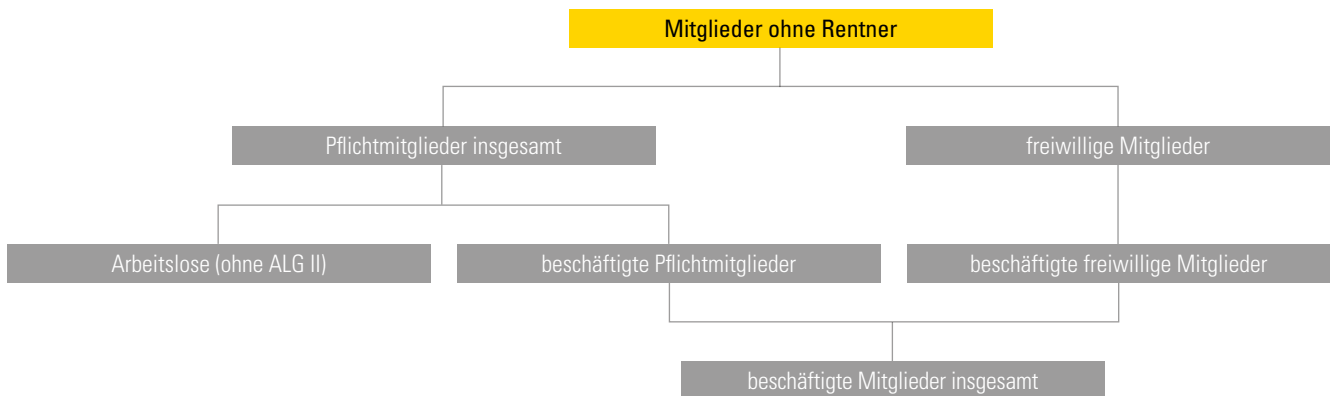 Mitglieder ohne Rentner
Pflichtmitglieder insgesamt
freiwillige Mitglieder
Arbeitslose (ohne ALG II)
beschäftigte Pflichtmitglieder
beschäftigte freiwillige Mitglieder
beschäftigte Mitglieder insgesamt